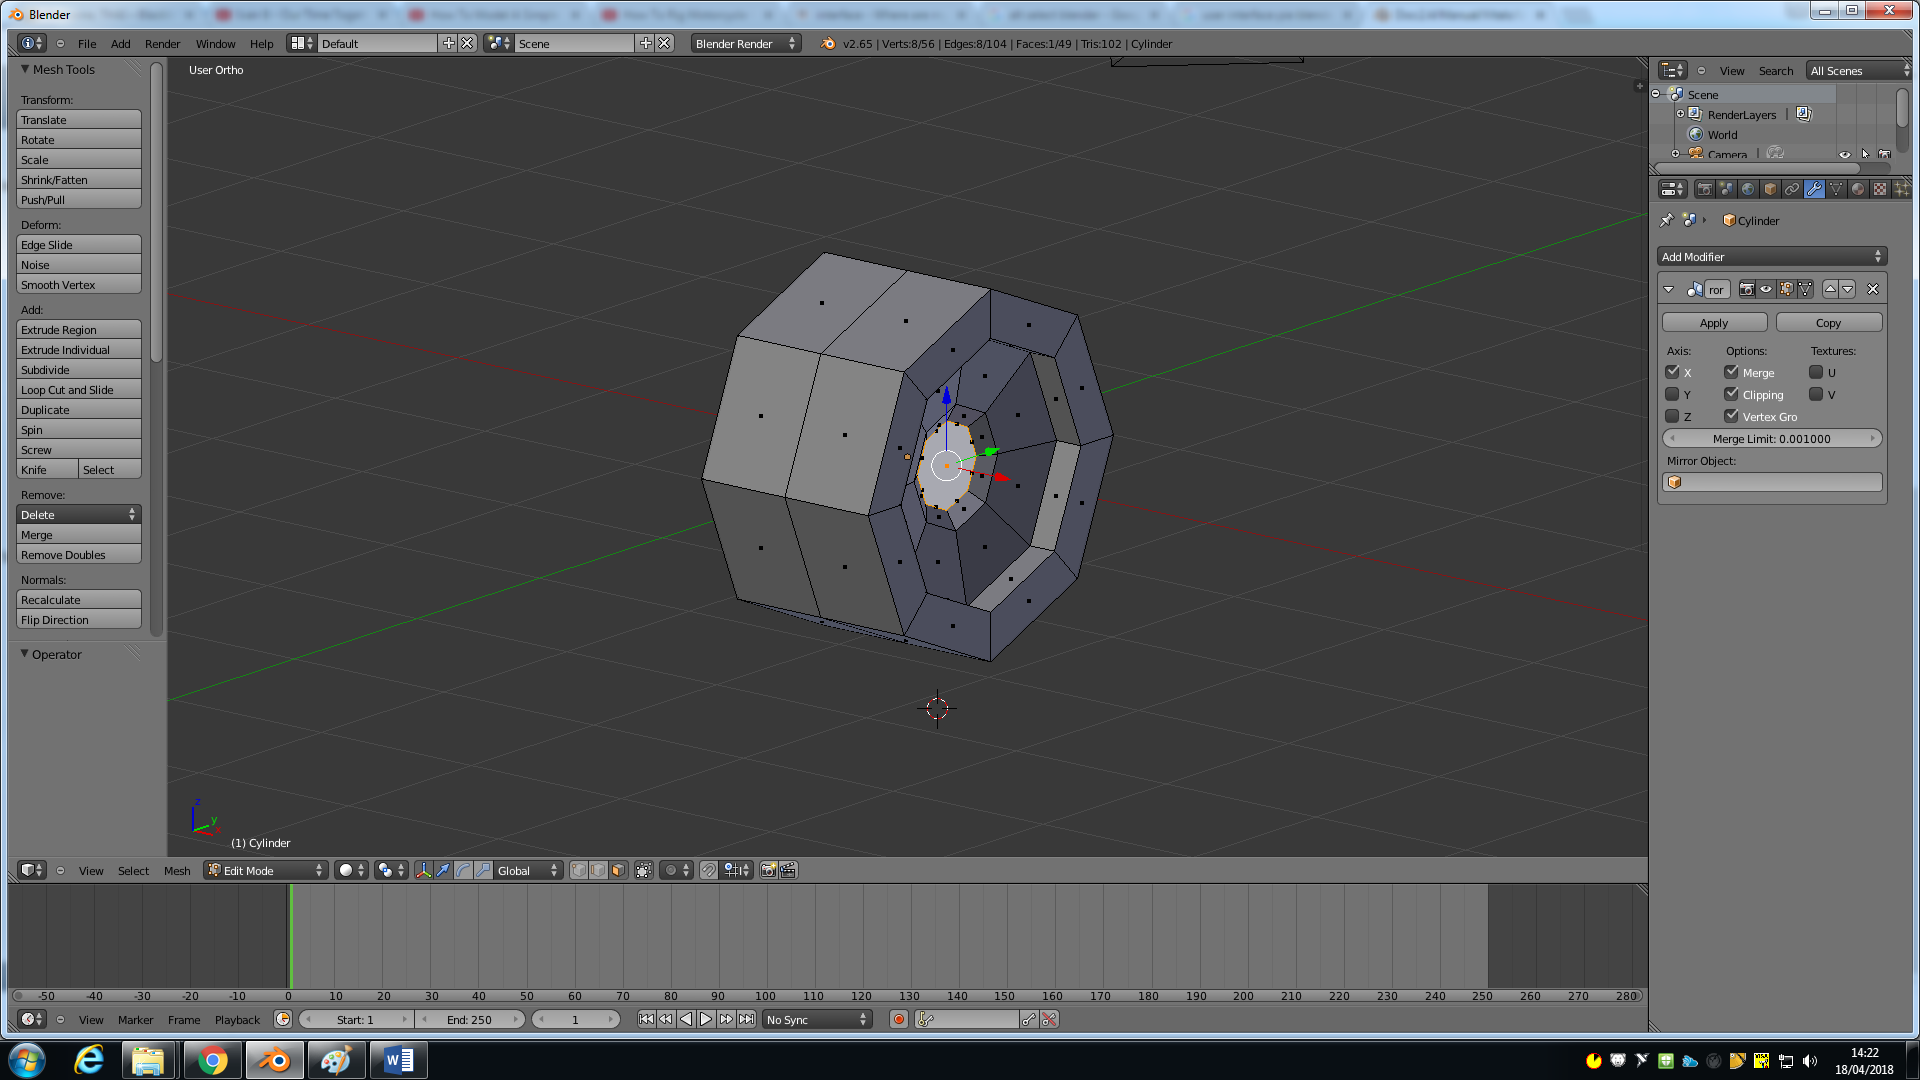 Blender
File Add Render Window Help Default Scene Blender Render v2.65 | Verts:8/56 | Edges:8/104 | Faces:1/49 | Tris:102 | Cylinder
Mesh Tools
Transform:
Translate
Rotate
Scale
Shrink/Fatten
Push/Pull
Deform:
Edge Slide
Noise
Smooth Vertex
Add:
Extrude Region
Extrude Individual
Subdivide
Loop Cut and Slide
Duplicate
Spin
Screw
Knife Select
Remove:
Delete
Merge
Remove Doubles
Normals:
Recalculate
Flip Direction
Operator
User Ortho
z
y
x
(1) Cylinder
View Select Mesh Edit Mode Global
View Search All Scenes
Scene
RenderLayers |
World
Camera |
Cylinder
Add Modifier
ror
Apply Copy
Axis: Options: Textures:
X Merge U
Y Clipping V
Z Vertex Gro
Merge Limit: 0.001000
Mirror Object:
-50 -40 -30 -20 -10 0 10 20 30 40 50 60 70 80 90 100 110 120 130 140 150 160 170 180 190 200 210 220 230 240 250 260 270 280
View Marker Frame Playback Start: 1 End: 250 1 No Sync
14:22
18/04/2018